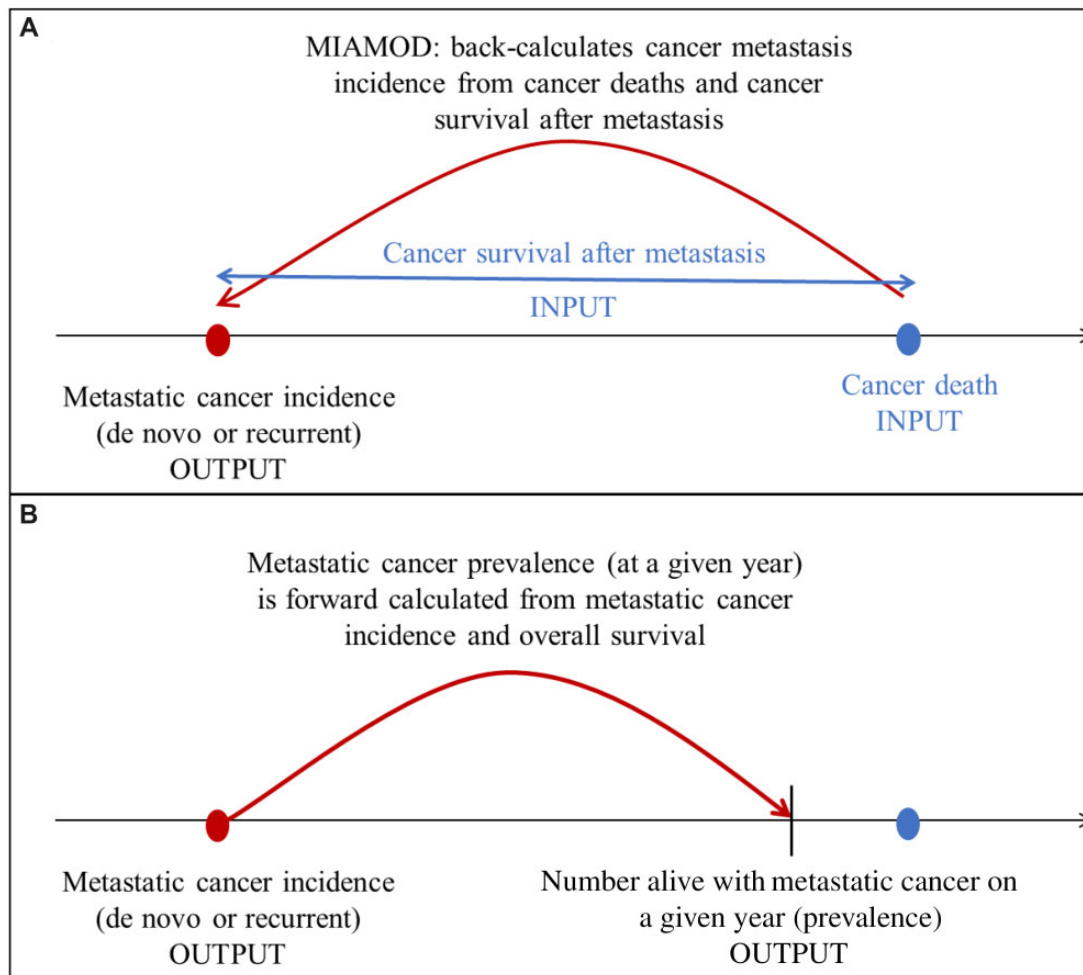 A
MIAMOD: back-calculates cancer metastasis
incidence from cancer deaths and cancer
survival after metastasis
Cancer survival after metastasis
INPUT
Metastatic cancer incidence
(de novo or recurrent)
OUTPUT
Cancer death
INPUT
B
Metastatic cancer prevalence (at a given year)
is forward calculated from metastatic cancer
incidence and overall survival
Metastatic cancer incidence
(de novo or recurrent)
OUTPUT
Number alive with metastatic cancer on
a given year (prevalence)
OUTPUT